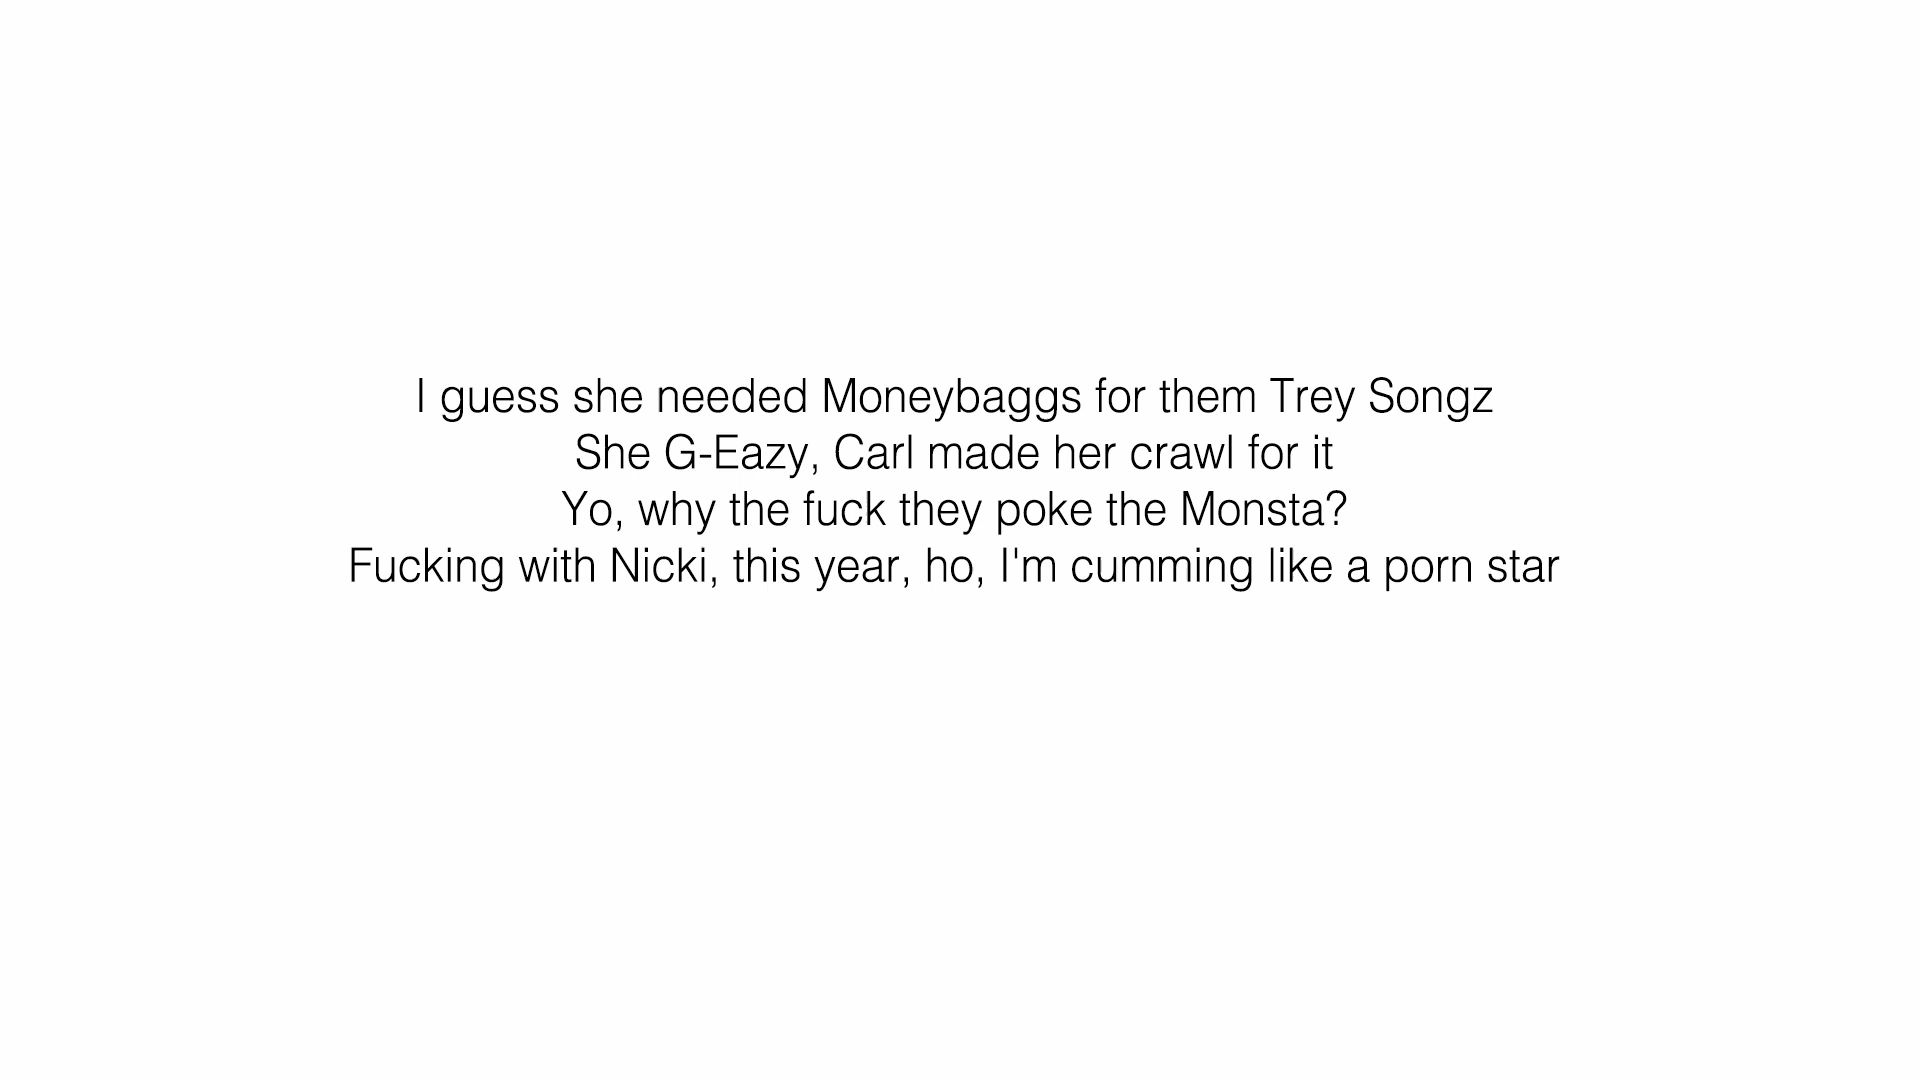 I guess she needed Moneybaggs for them Trey Songz
She G-Eazy, Carl made her crawl for it
Yo, why the fuck they poke the Monsta?
Fucking with Nicki, this year, ho, I'm cumming like a porn star